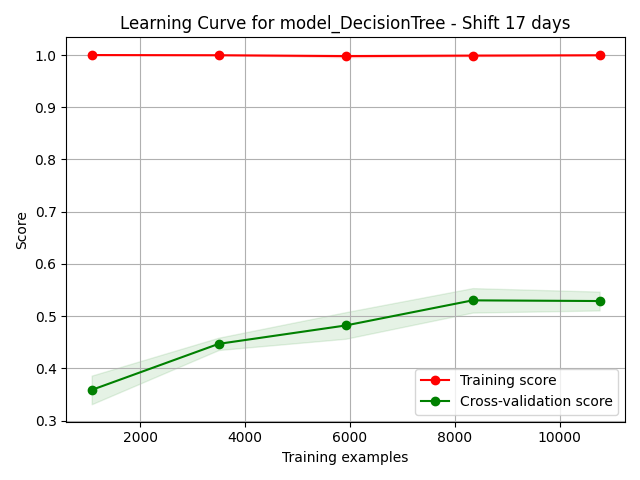 Learning Curve for model_DecisionTree - Shift 17 days
1.0
0.9
0.8
0.7
0.6
0.5
0.4
0.3
Score
2000 4000 6000 8000 10000
Training examples
Training score
Cross-validation score